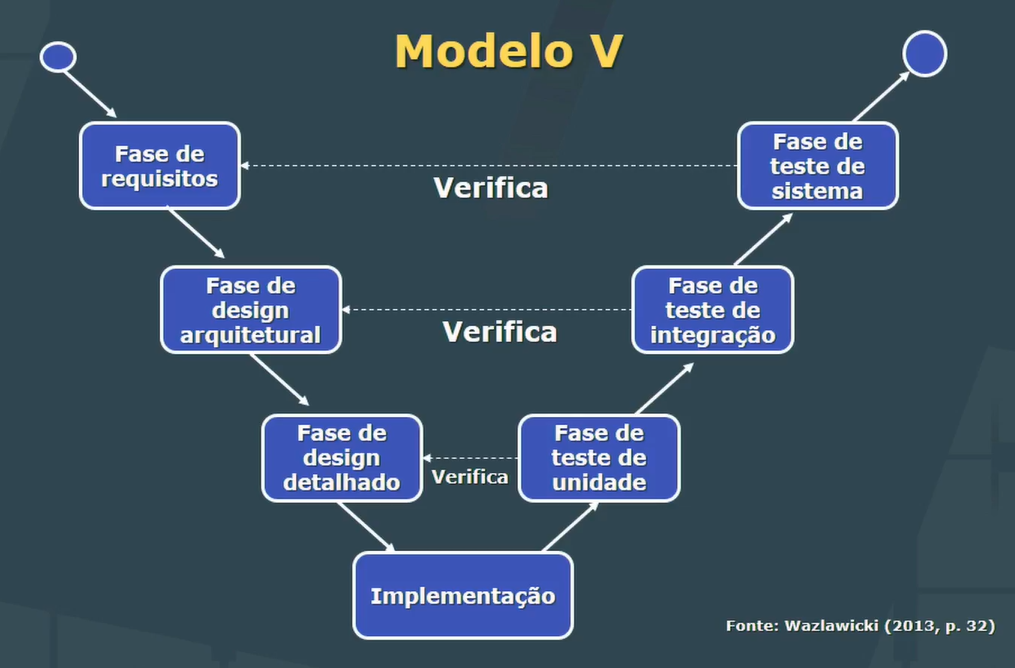 Modelo V
Fase de
requisitos
Fase de
teste de
sistema
Verifica
Fase de
design
arquitetural
Fase de
teste de
integração
Verifica
Fase de
design
detalhado
Fase de
teste de
unidade
Verifica
Implementação
Fonte: Wazlawicki (2013, p. 32)